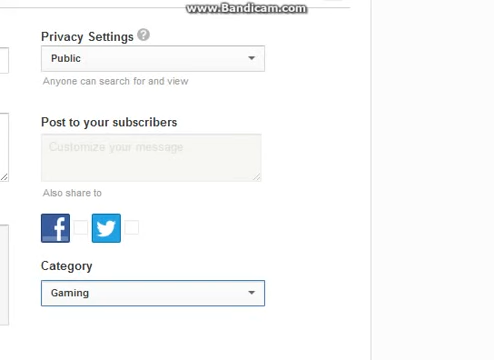 www.Bandicam.com
Privacy Settings ?
Public
Anyone can search for and view
Post to your subscribers
Customize your message
Also share to
f
Category
Gaming